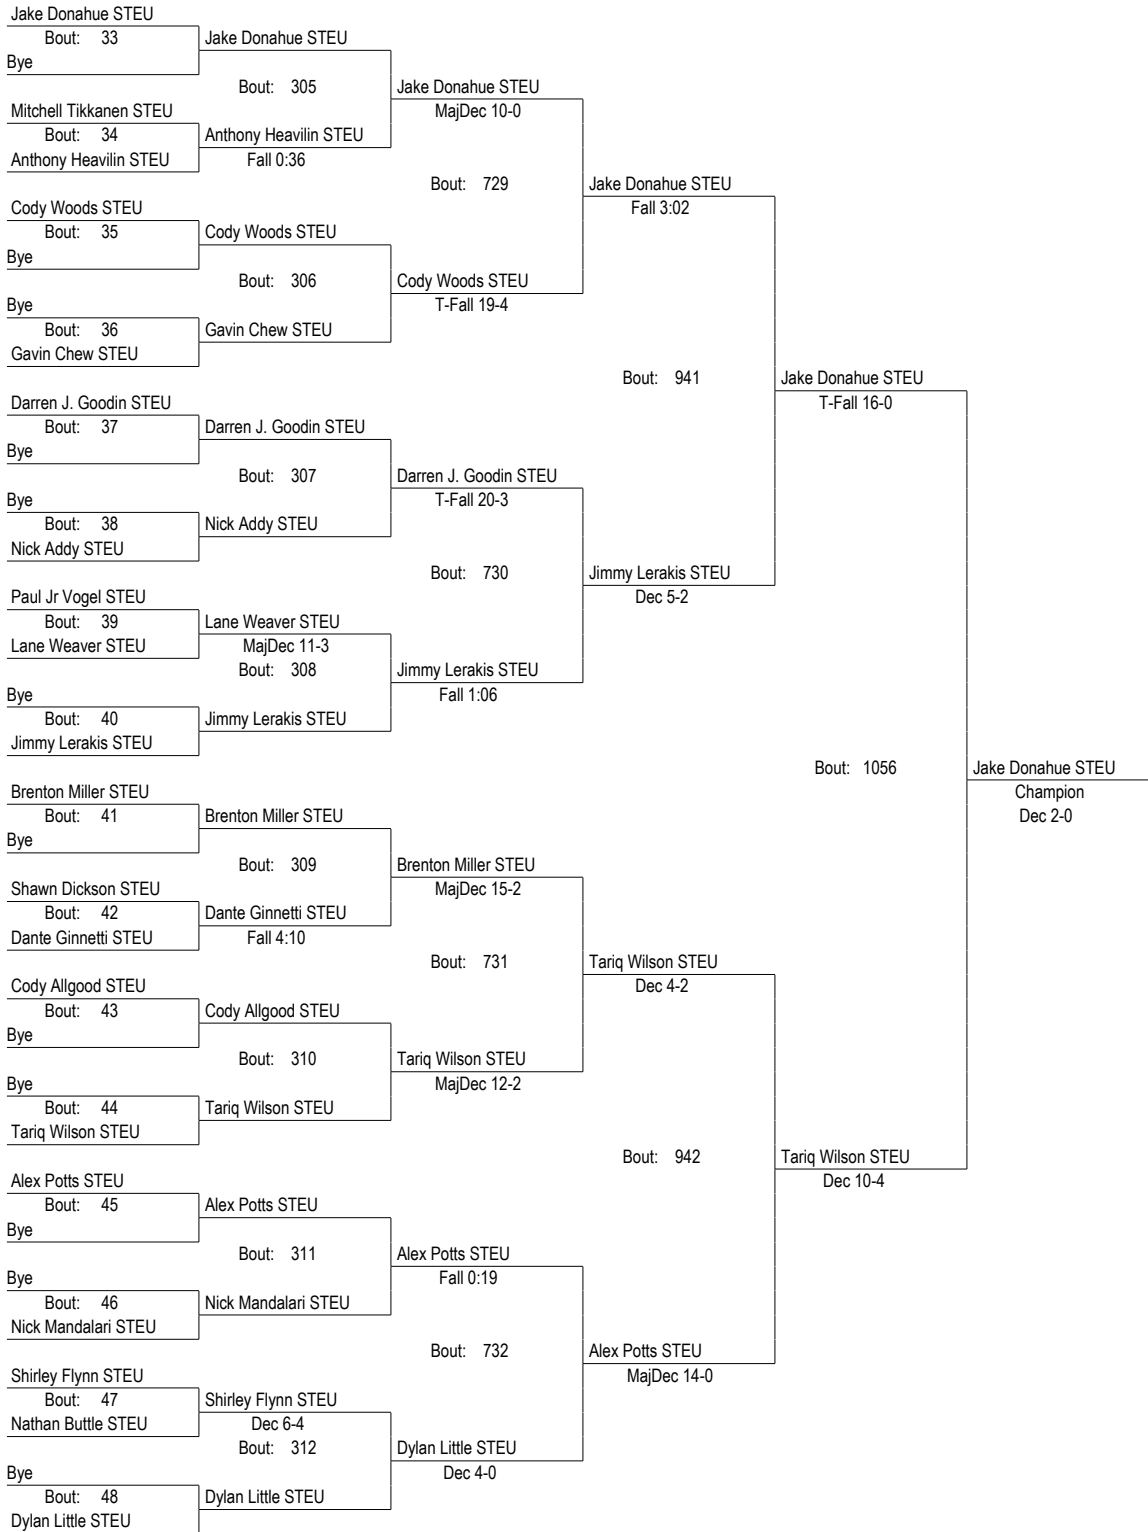 Jake Donahue STEU
Bout: 33 Jake Donahue STEU
Bye
Bout: 305 Jake Donahue STEU
Mitchell Tikkanen STEU MajDec 10-0
Bout: 34 Anthony Heavilin STEU
Anthony Heavilin STEU Fall 0:36
Bout: 729 Jake Donahue STEU
Cody Woods STEU Fall 3:02
Bout: 35 Cody Woods STEU
Bye
Bout: 306 Cody Woods STEU
Bye T-Fall 19-4
Bout: 36 Gavin Chew STEU
Gavin Chew STEU
Bout: 941 Jake Donahue STEU
Darren J. Goodin STEU T-Fall 16-0
Bout: 37 Darren J. Goodin STEU
Bye
Bout: 307 Darren J. Goodin STEU
Bye T-Fall 20-3
Bout: 38 Nick Addy STEU
Nick Addy STEU
Bout: 730 Jimmy Lerakis STEU
Paul Jr Vogel STEU Dec 5-2
Bout: 39 Lane Weaver STEU
Lane Weaver STEU MajDec 11-3
Bout: 308 Jimmy Lerakis STEU
Bye Fall 1:06
Bout: 40 Jimmy Lerakis STEU
Jimmy Lerakis STEU
Bout: 1056 Jake Donahue STEU
Brenton Miller STEU Champion
Bout: 41 Brenton Miller STEU Dec 2-0
Bye
Bout: 309 Brenton Miller STEU
Shawn Dickson STEU MajDec 15-2
Bout: 42 Dante Ginnetti STEU
Dante Ginnetti STEU Fall 4:10
Bout: 731 Tariq Wilson STEU
Cody Allgood STEU Dec 4-2
Bout: 43 Cody Allgood STEU
Bye
Bout: 310 Tariq Wilson STEU
Bye MajDec 12-2
Bout: 44 Tariq Wilson STEU
Tariq Wilson STEU
Bout: 942 Tariq Wilson STEU
Alex Potts STEU Dec 10-4
Bout: 45 Alex Potts STEU
Bye
Bout: 311 Alex Potts STEU
Bye Fall 0:19
Bout: 46 Nick Mandalari STEU
Nick Mandalari STEU
Bout: 732 Alex Potts STEU
Shirley Flynn STEU MajDec 14-0
Bout: 47 Shirley Flynn STEU
Nathan Buttle STEU Dec 6-4
Bout: 312 Dylan Little STEU
Bye Dec 4-0
Bout: 48 Dylan Little STEU
Dylan Little STEU